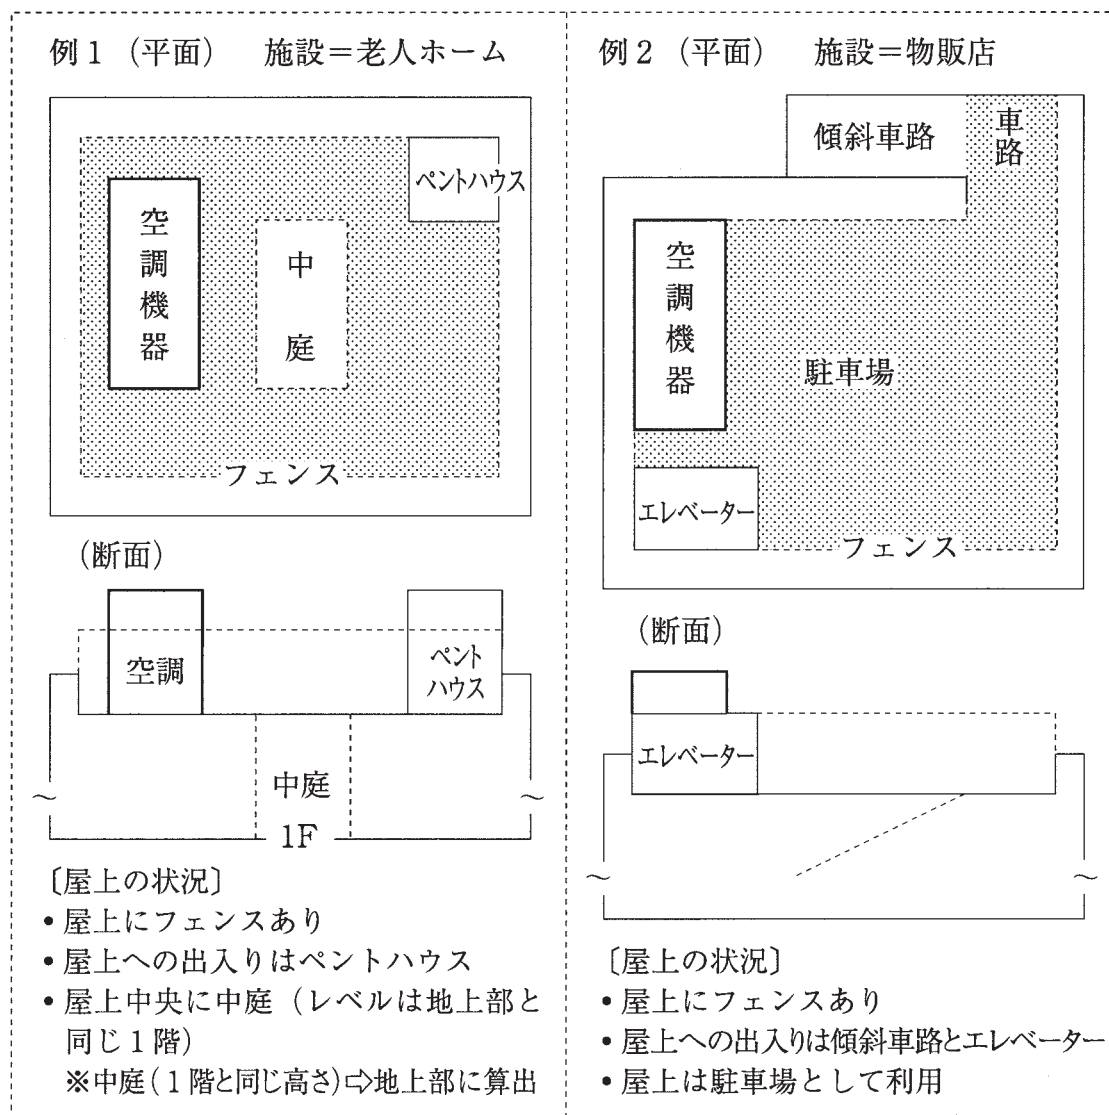 例1（平面）　施設＝老人ホーム
ペントハウス
空調機器
中庭
フェンス
（断面）
空調
ペント
ハウス
中庭
1F
〔屋上の状況〕
• 屋上にフェンスあり
• 屋上への出入りはペントハウス
• 屋上中央に中庭（レベルは地上部と
同じ1階）
※中庭(1階と同じ高さ)⇨地上部に算出
例2（平面）　施設＝物販店
傾斜車路
車路
空調機器
駐車場
エレベーター
フェンス
（断面）
エレベーター
〔屋上の状況〕
• 屋上にフェンスあり
• 屋上への出入りは傾斜車路とエレベーター
• 屋上は駐車場として利用